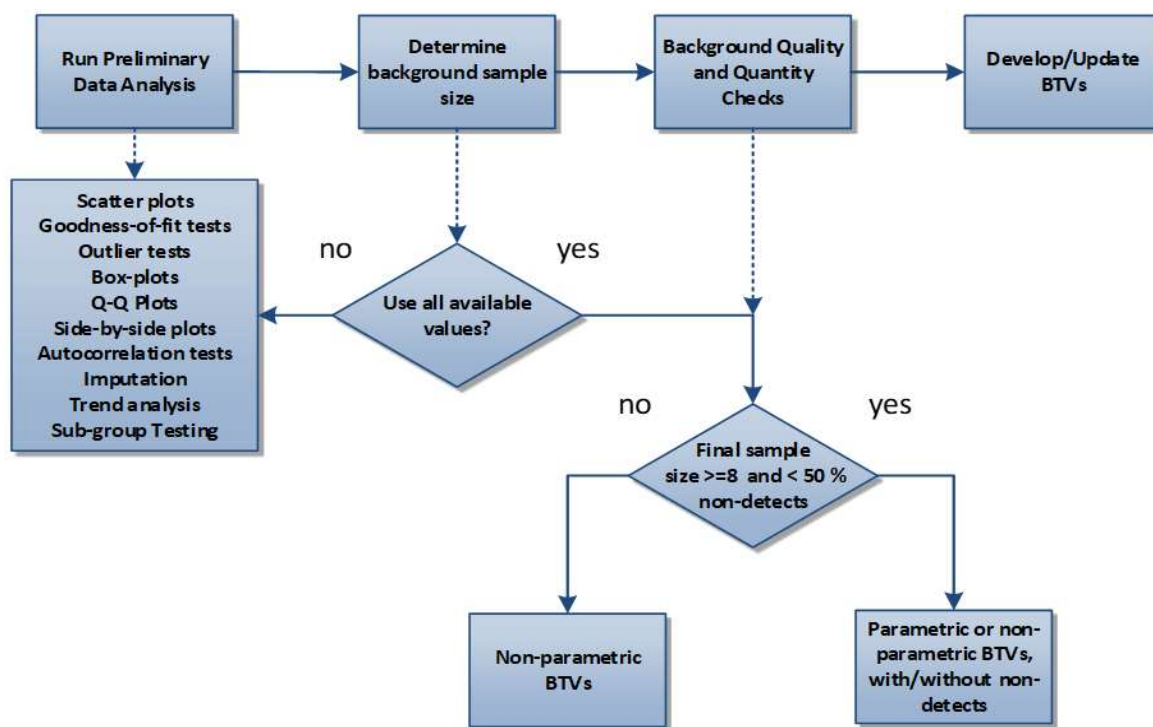 Run Preliminary
Data Analysis
Determine
background sample
size
Background Quality
and Quantity
Checks
Develop/Update
BTVs
Scatter plots
Goodness-of-fit tests
Outlier tests
Box-plots
Q-Q Plots
Side-by-side plots
Autocorrelation tests
Imputation
Trend analysis
Sub-group Testing
no
yes
Use all available
values?
no
yes
Final sample
size >=8 and < 50 %
non-detects
Non-parametric
BTVs
Parametric or non-
parametric BTVs,
with/without non-
detects